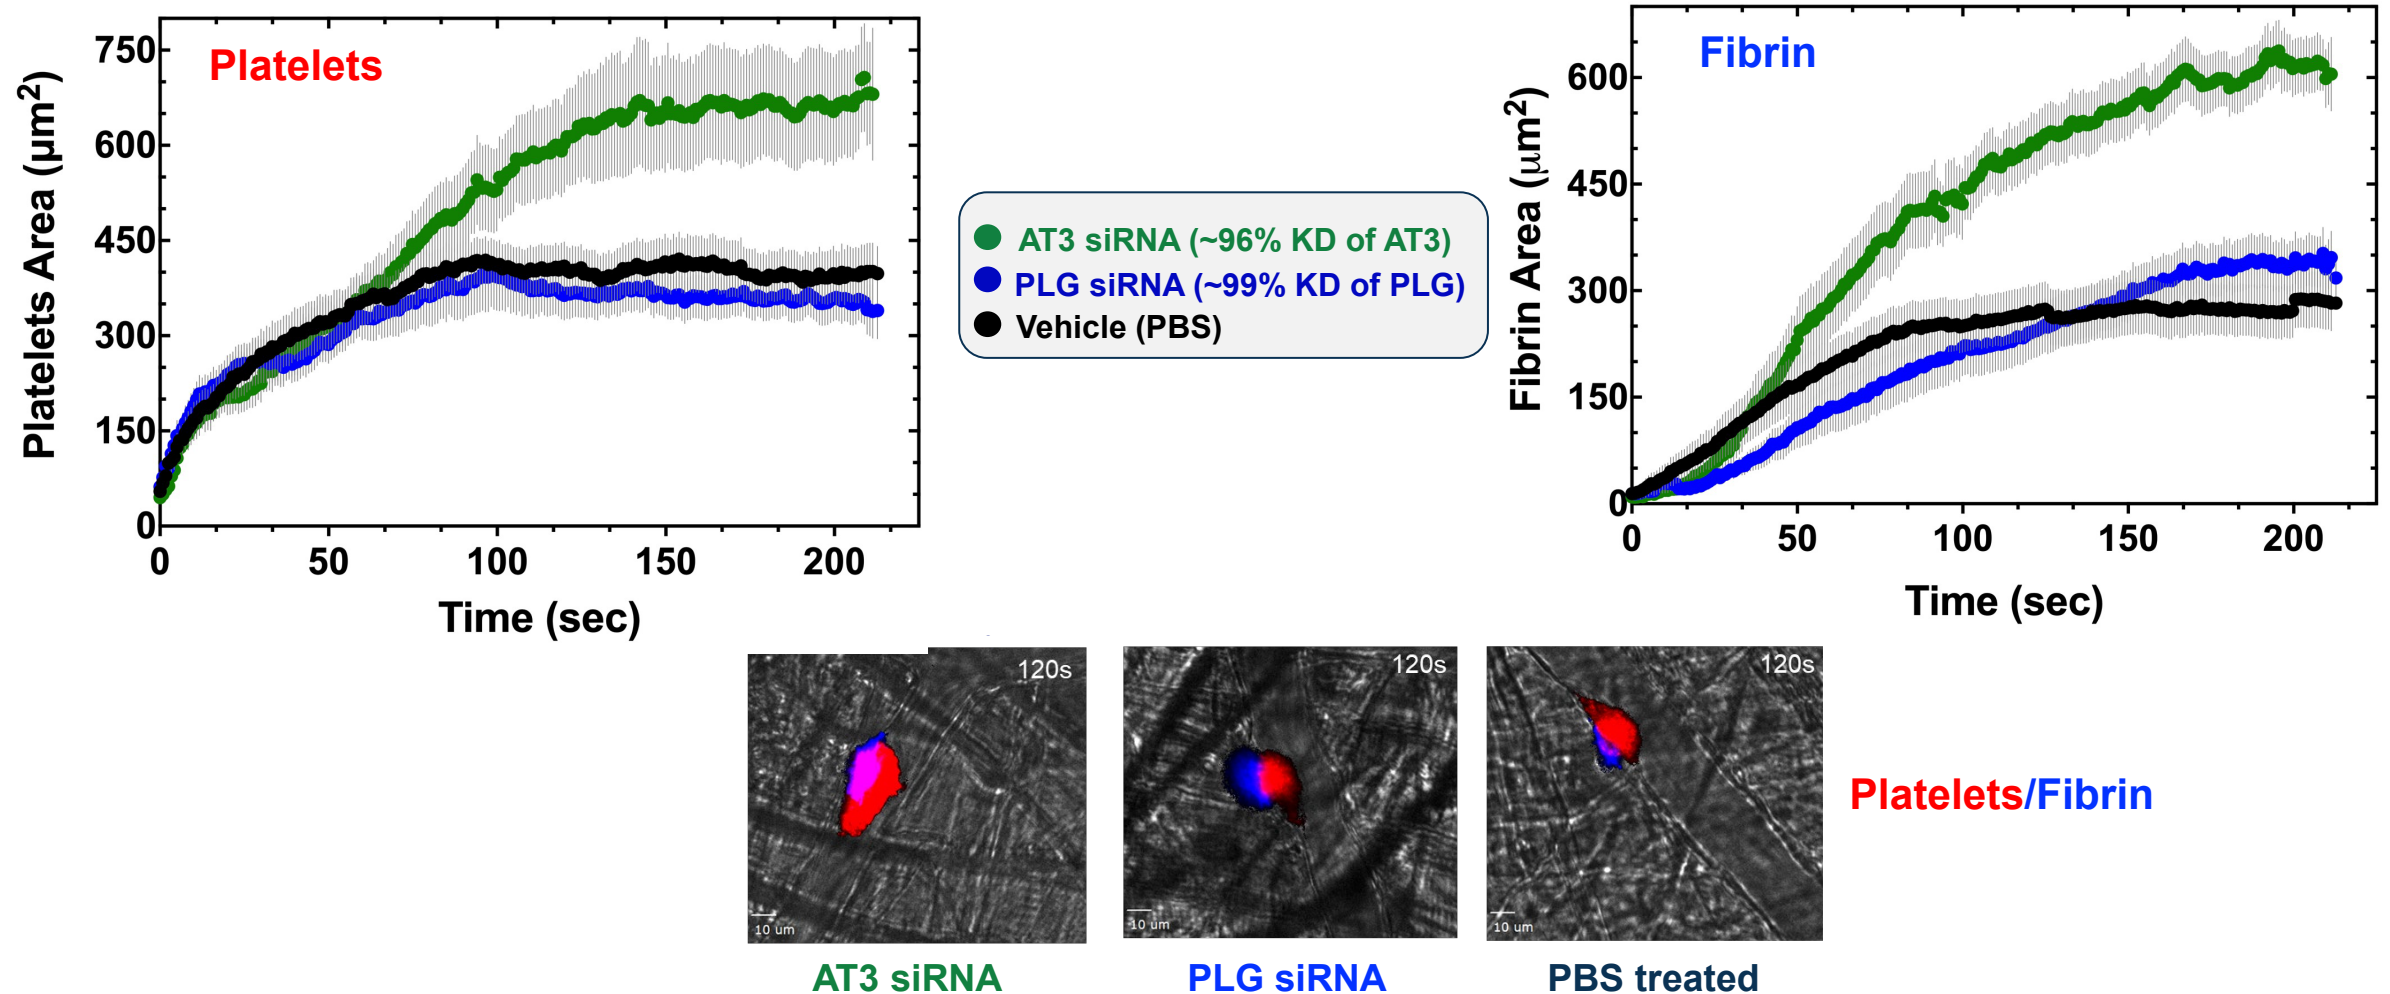 Platelets
Platelets Area (µm²)
750
600
450
300
150
0
0 50 100 150 200
Time (sec)
AT3 siRNA (~96% KD of AT3)
PLG siRNA (~99% KD of PLG)
Vehicle (PBS)
Fibrin
Fibrin Area (µm²)
600
450
300
150
0
0 50 100 150 200
Time (sec)
120s
10 um
AT3 siRNA
120s
10 um
PLG siRNA
120s
10 um
PBS treated
Platelets/Fibrin